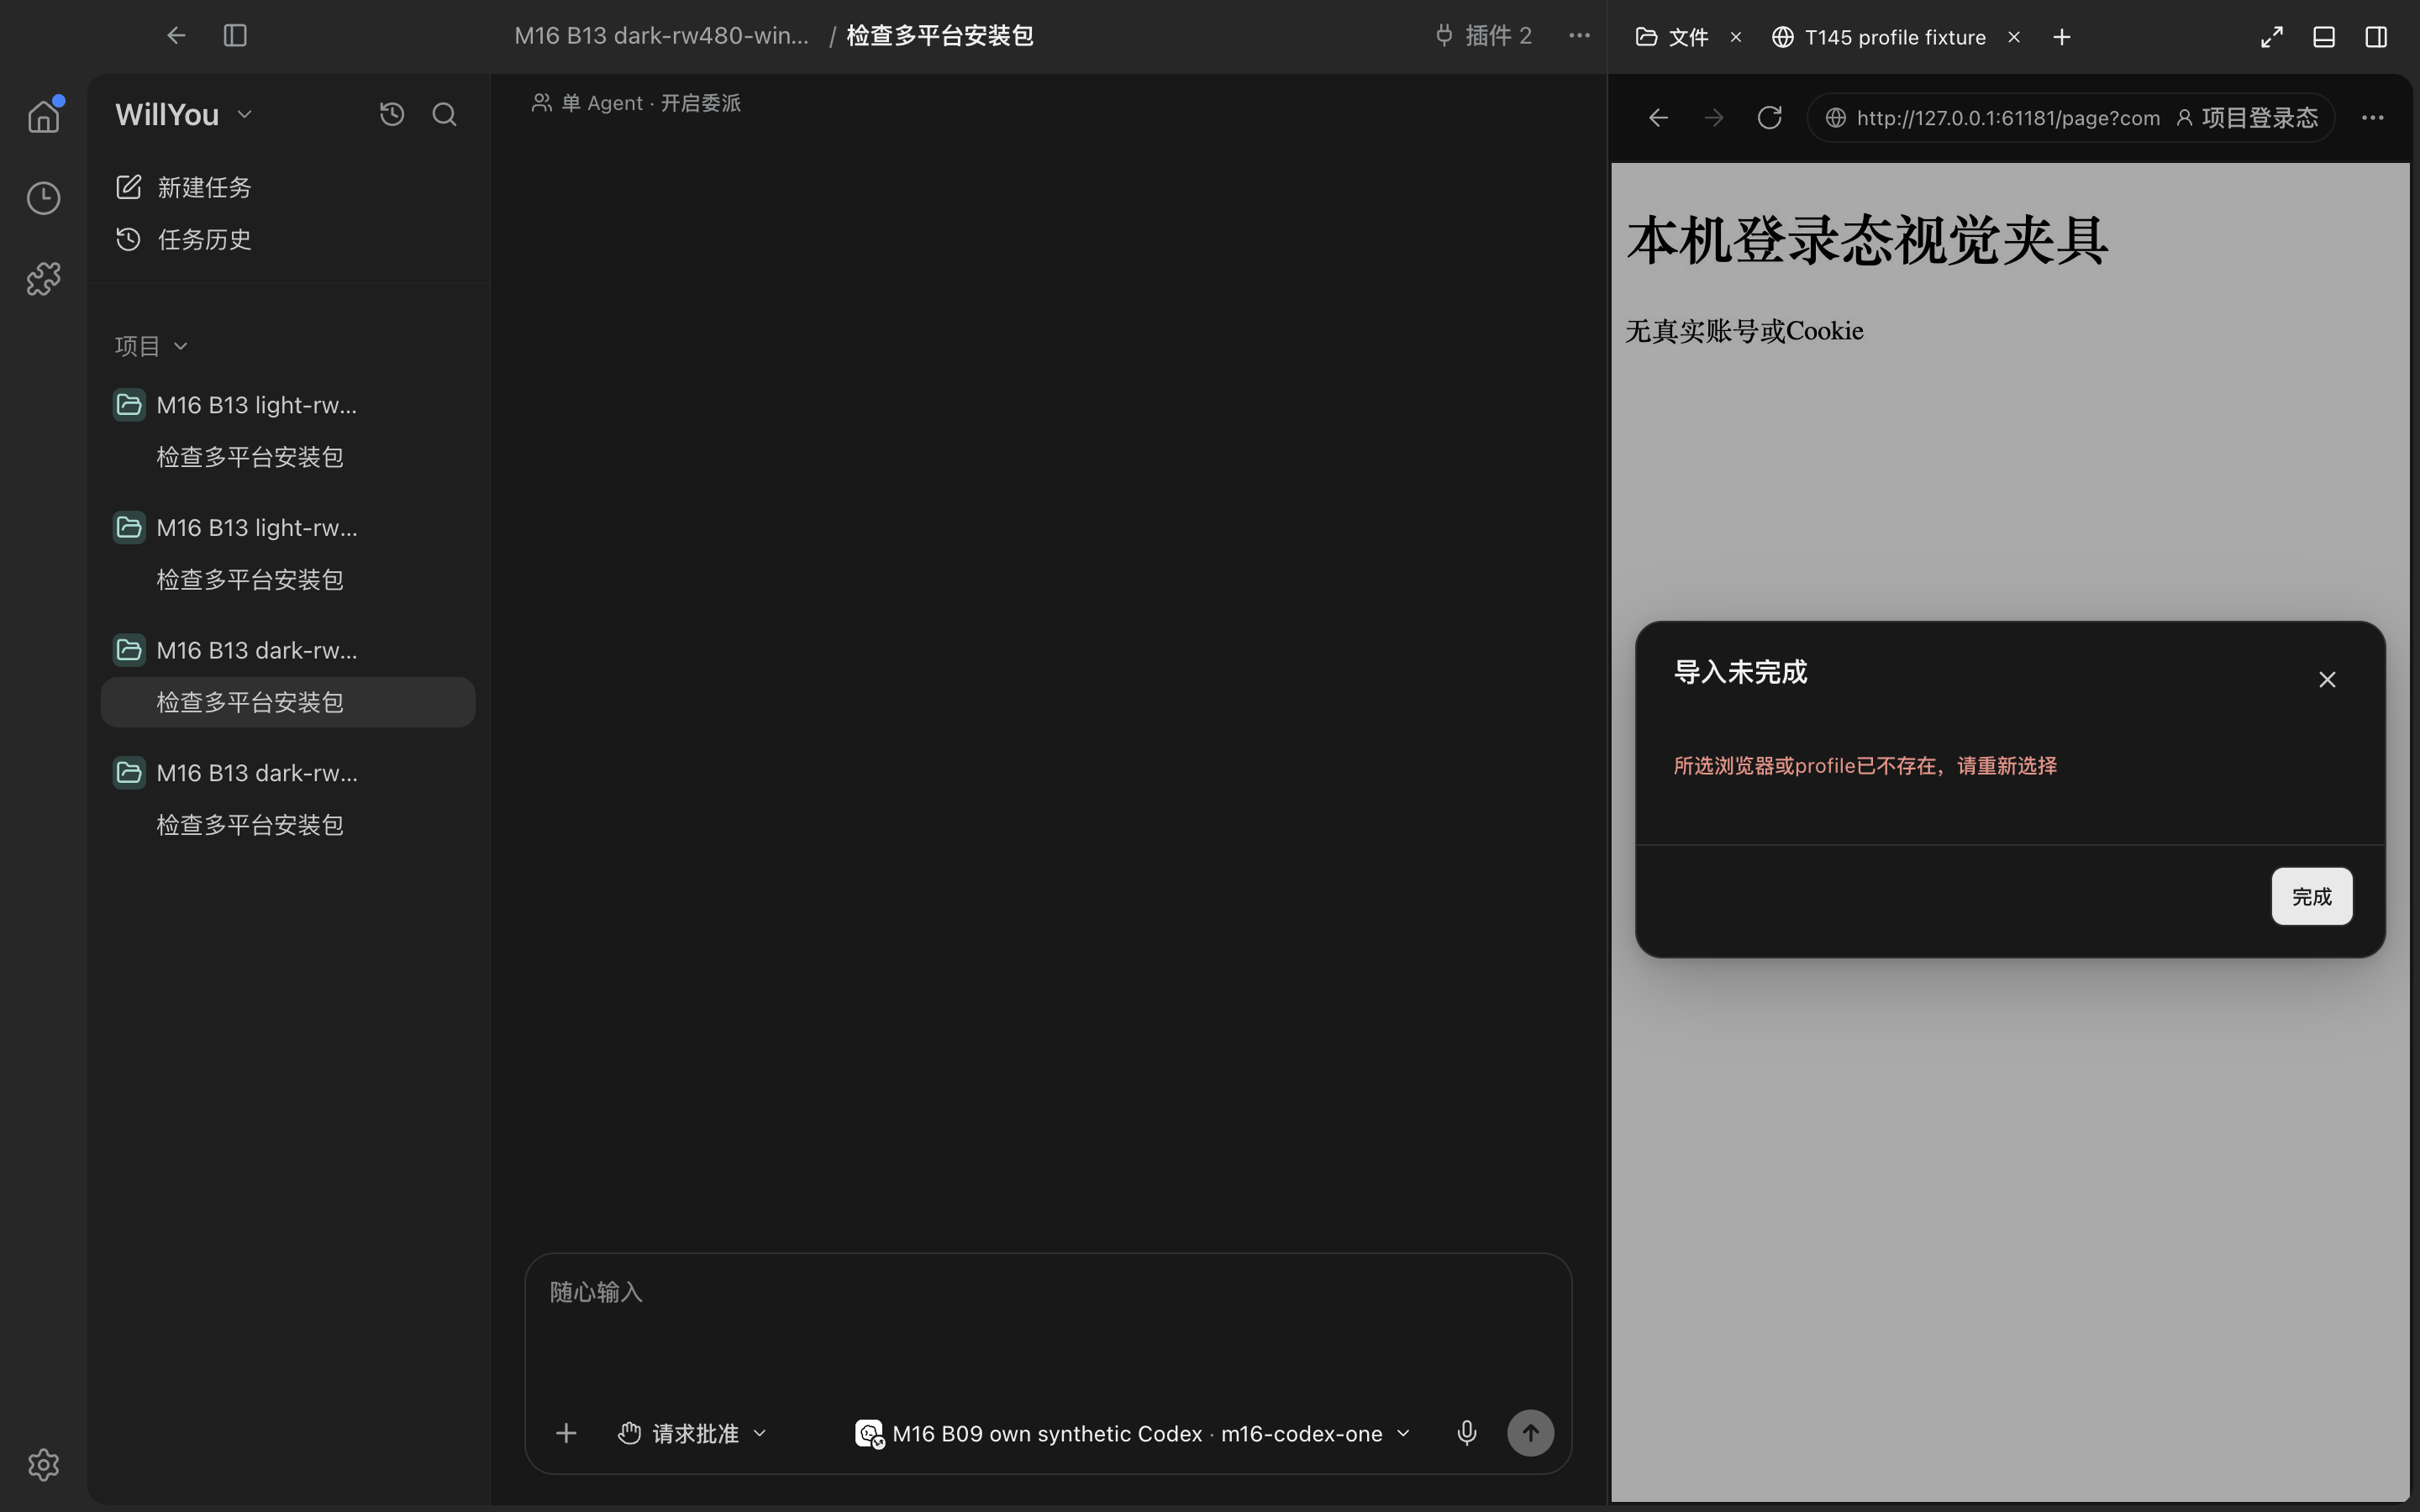 M16 B13 dark-rw480-win... / 检查多平台安装包
插件 2
文件
T145 profile fixture
WillYou
新建任务
任务历史
项目
M16 B13 light-rw...
检查多平台安装包
M16 B13 light-rw...
检查多平台安装包
M16 B13 dark-rw...
检查多平台安装包
M16 B13 dark-rw...
检查多平台安装包
单 Agent · 开启委派
随心输入
请求批准
M16 B09 own synthetic Codex · m16-codex-one
http://127.0.0.1:61181/page?com
项目登录态
本机登录态视觉夹具
无真实账号或Cookie
导入未完成
所选浏览器或profile已不存在，请重新选择
完成